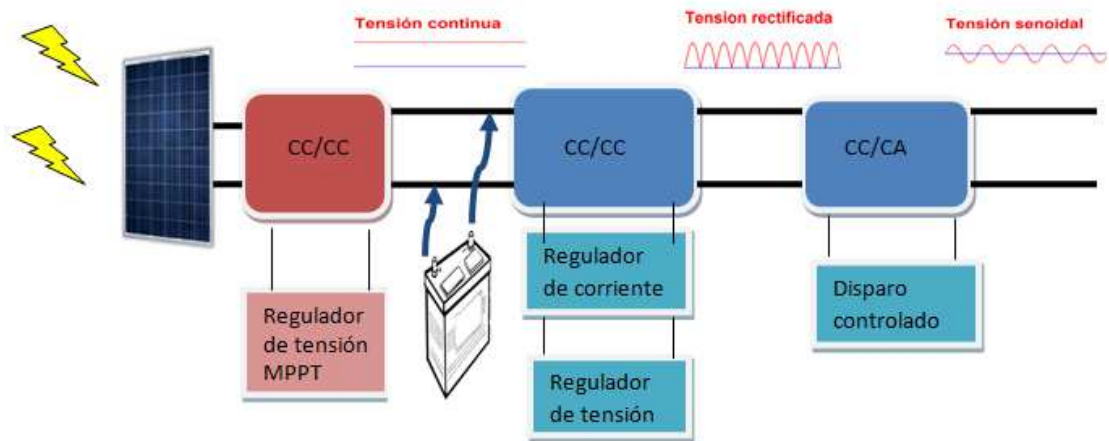 Tensión continua
Tension rectificada
Tensión senoidal
CC/CC
CC/CC
CC/CA
Regulador
de tensión
MPPT
Regulador
de corriente
Regulador
de tensión
Disparo
controlado